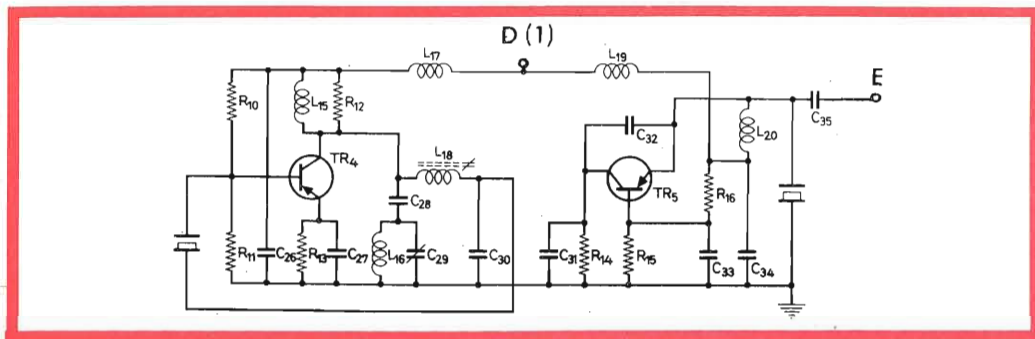 D (1)
L17
L19
E
R10
L15
R12
C35
C32
L20
TR4
L18
TR5
R16
C28
R11
C26
R13
C27
L16
C29
C30
C31
R14
R15
C33
C34